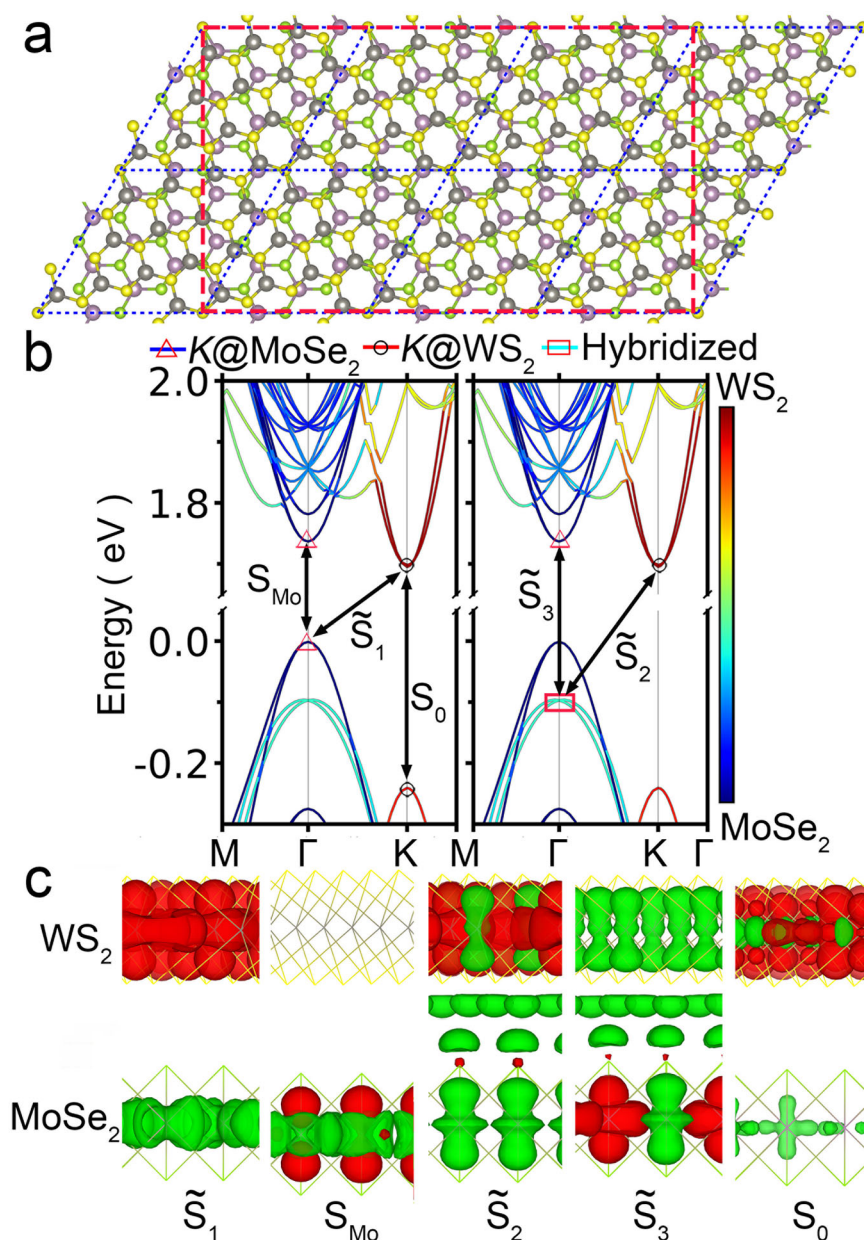 a
b
K@MoSe2 K@WS2 Hybridized
WS2
2.0
1.8
0.0
-0.2
Energy ( eV )
SMo
S̃1
S0
S̃3
S̃2
MoSe2
M Γ K M Γ K Γ
c
WS2
MoSe2
S̃1 SMo S̃2 S̃3 S0